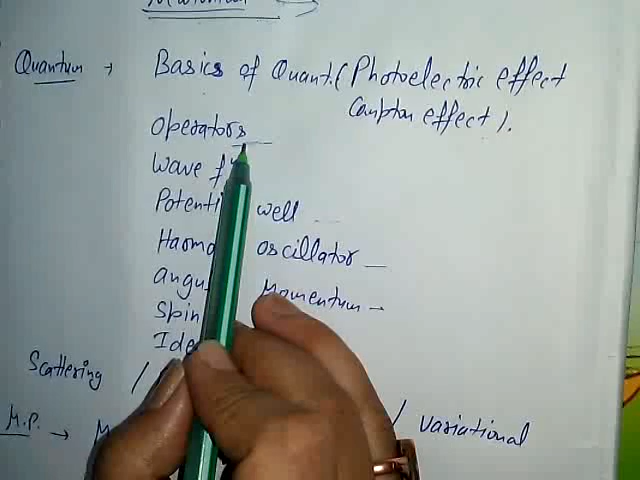 Quantum → Basics of Quant. (Photoelectric effect
Compton effect).
Operators
Wave f
Potenti well
Harmo oscillator
Angu Momentum →
Spin
Ide
Scattering /
/ Variational
M.P. → M